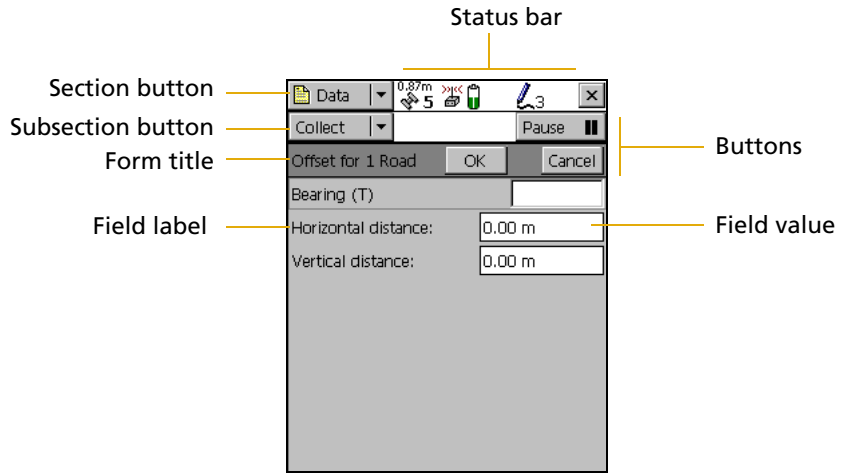 Status bar
Section button
Data
0.87m
5
3
Subsection button
Collect
Pause
Buttons
Form title
Offset for 1 Road
OK
Cancel
Bearing (T)
Field label
Horizontal distance:
0.00 m
Field value
Vertical distance:
0.00 m